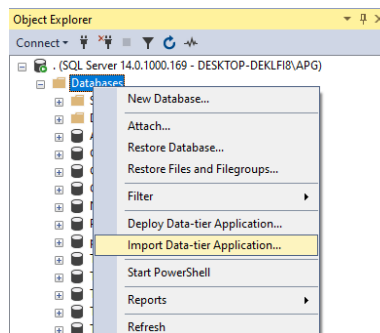 Object Explorer
Connect
. (SQL Server 14.0.1000.169 - DESKTOP-DEKLFI8\APG)
Databases
New Database...
Attach...
Restore Database...
Restore Files and Filegroups...
Filter
Deploy Data-tier Application...
Import Data-tier Application...
Start PowerShell
Reports
Refresh